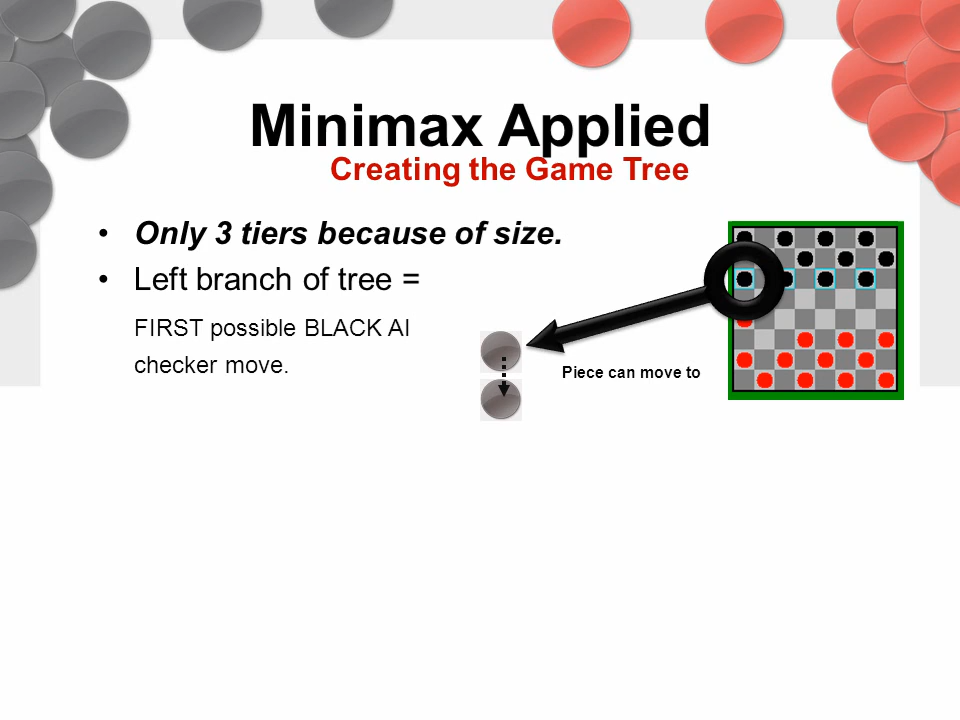 Minimax Applied
Creating the Game Tree
• Only 3 tiers because of size.
• Left branch of tree =
FIRST possible BLACK AI
checker move.
Piece can move to